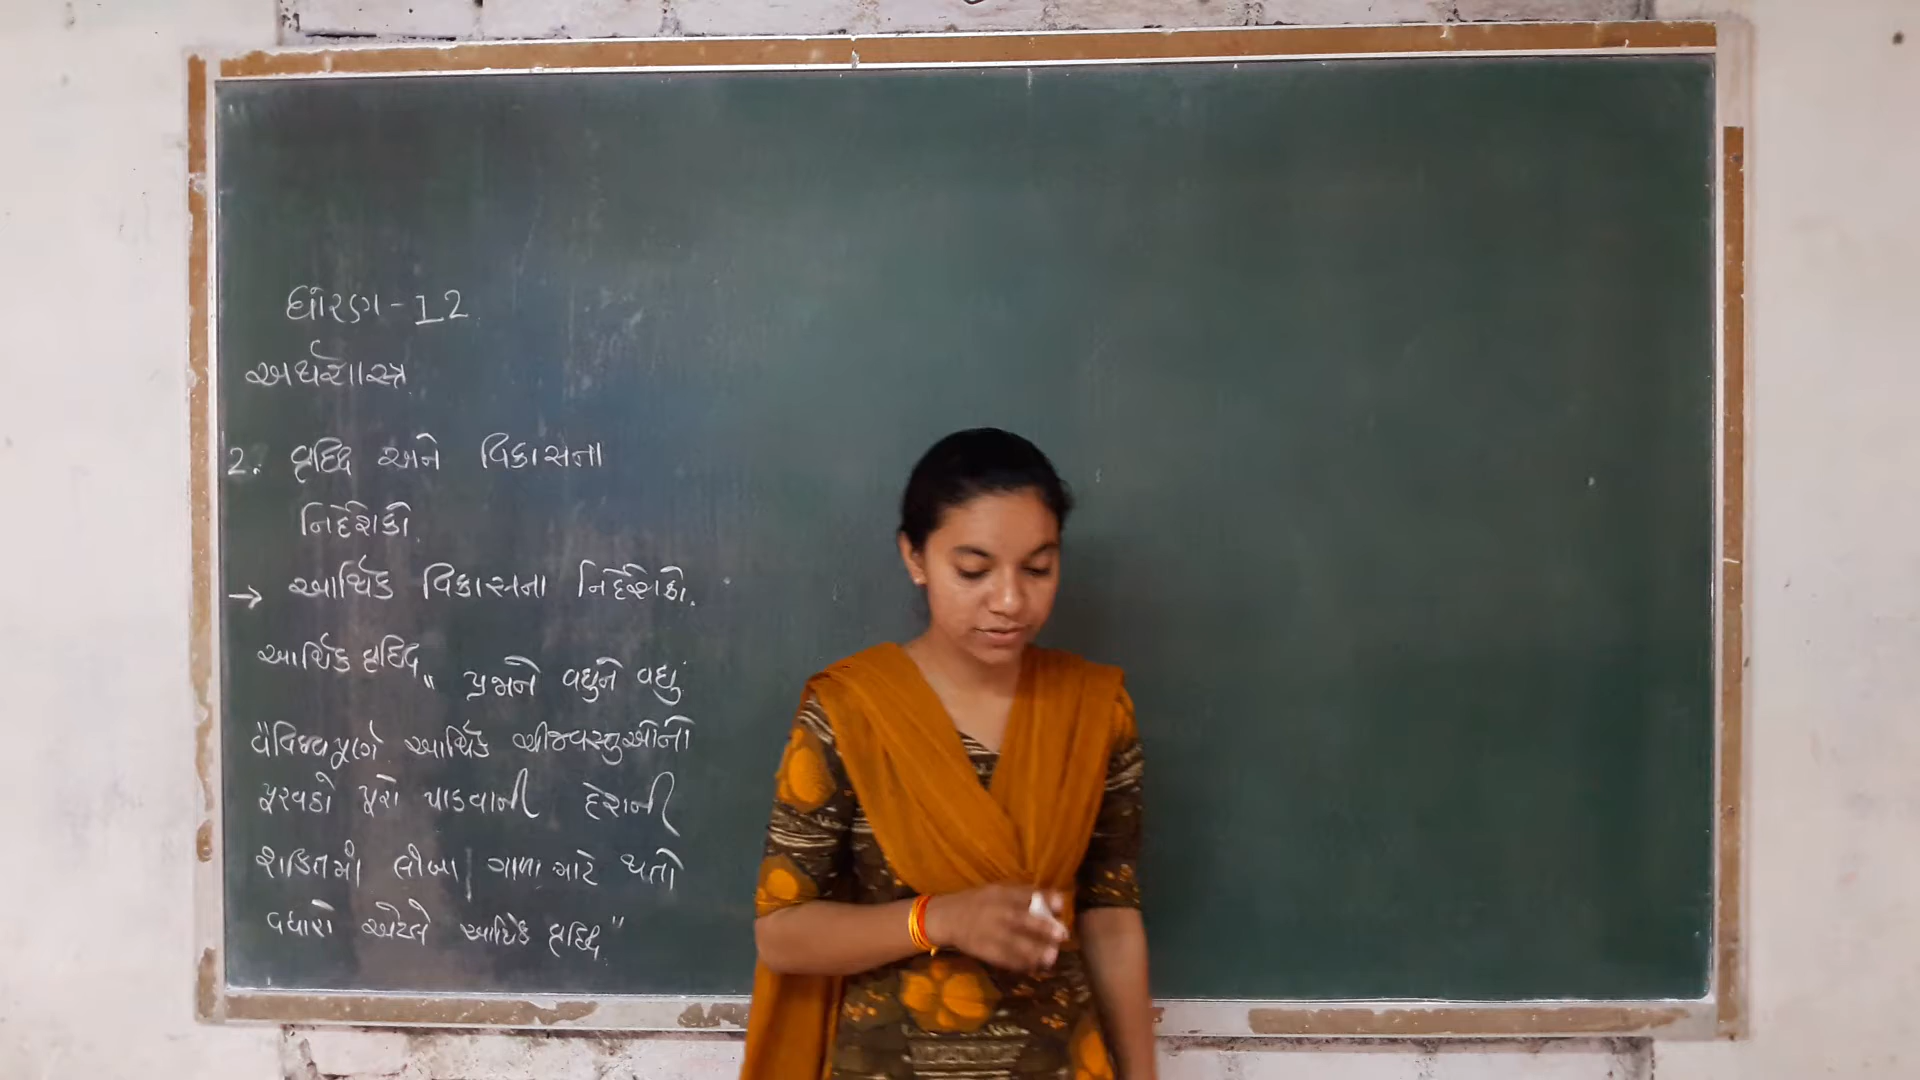 ધોરણ - 12
અર્થશાસ્ત્ર
2. વૃદ્ધિ અને વિકાસના
નિર્દેશકો.
→ આર્થિક વિકાસના નિર્દેશકો.
આર્થિક વૃદ્ધિ " પ્રજાને વધુને વધુ
વૈવિધ્યપૂર્ણ આર્થિક ચીજવસ્તુઓનો
પુરવઠો પૂરો પાડવાની દેશની
શક્તિમાં લાંબા ગાળા માટે થતો
વધારો એટલે આર્થિક વૃદ્ધિ "